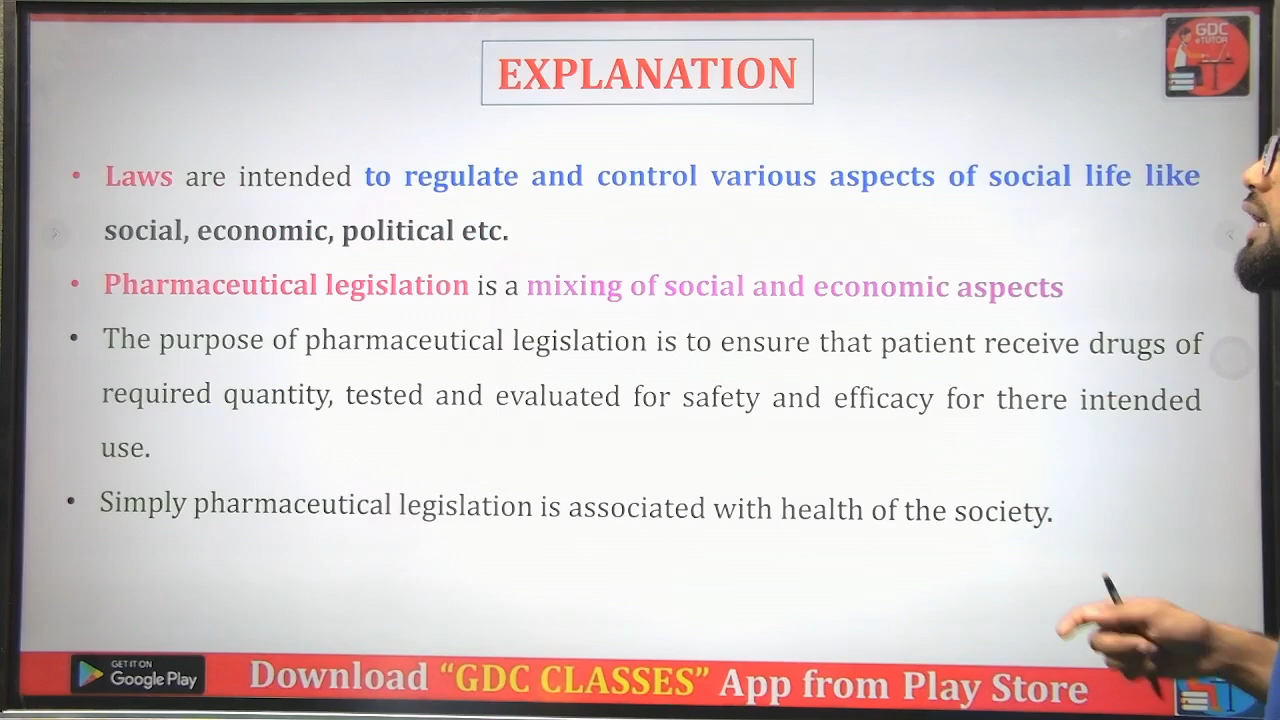 EXPLANATION
GDC
eTUTOR
• Laws are intended to regulate and control various aspects of social life like
social, economic, political etc.
• Pharmaceutical legislation is a mixing of social and economic aspects
• The purpose of pharmaceutical legislation is to ensure that patient receive drugs of
required quantity, tested and evaluated for safety and efficacy for there intended
use.
• Simply pharmaceutical legislation is associated with health of the society.
GET IT ON
Google Play
Download “GDC CLASSES” App from Play Store